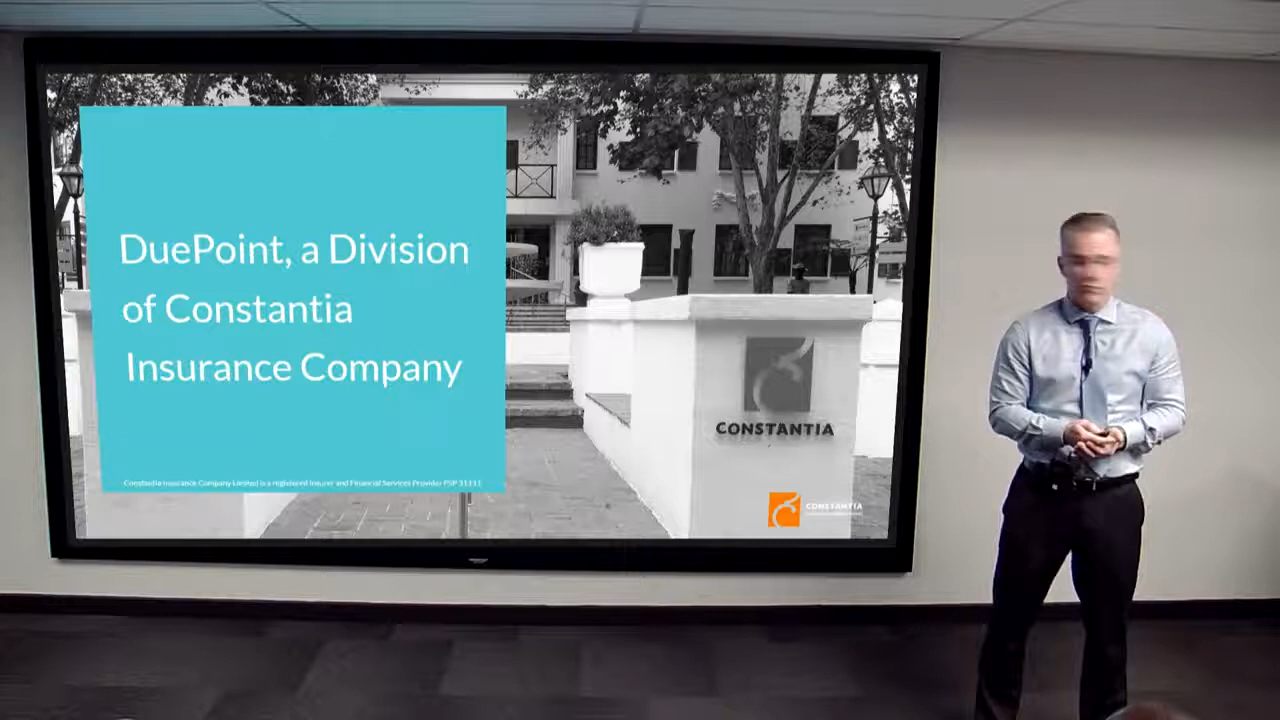 DuePoint, a Division
of Constantia
Insurance Company
Constantia Insurance Company Limited is a registered Insurer and Financial Services Provider FSP 31111
CONSTANTIA
CONSTANTIA